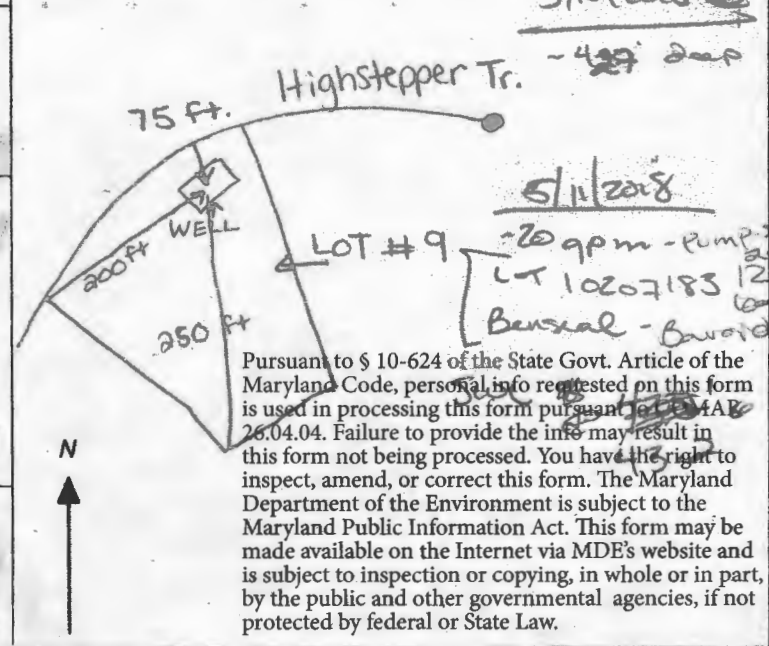 ~427 deep
Highstepper Tr.
75 ft.
5/11/2018
WELL
LOT # 9
~20 gpm - Pump
200 ft
LOT 10207183
Benseal - Baroid
250 ft
Pursuant to § 10-624 of the State Govt. Article of the
Maryland Code, personal info requested on this form
is used in processing this form pursuant to COMAR
26.04.04. Failure to provide the info may result in
this form not being processed. You have the right to
inspect, amend, or correct this form. The Maryland
Department of the Environment is subject to the
Maryland Public Information Act. This form may be
made available on the Internet via MDE's website and
is subject to inspection or copying, in whole or in part,
by the public and other governmental agencies, if not
protected by federal or State Law.
N